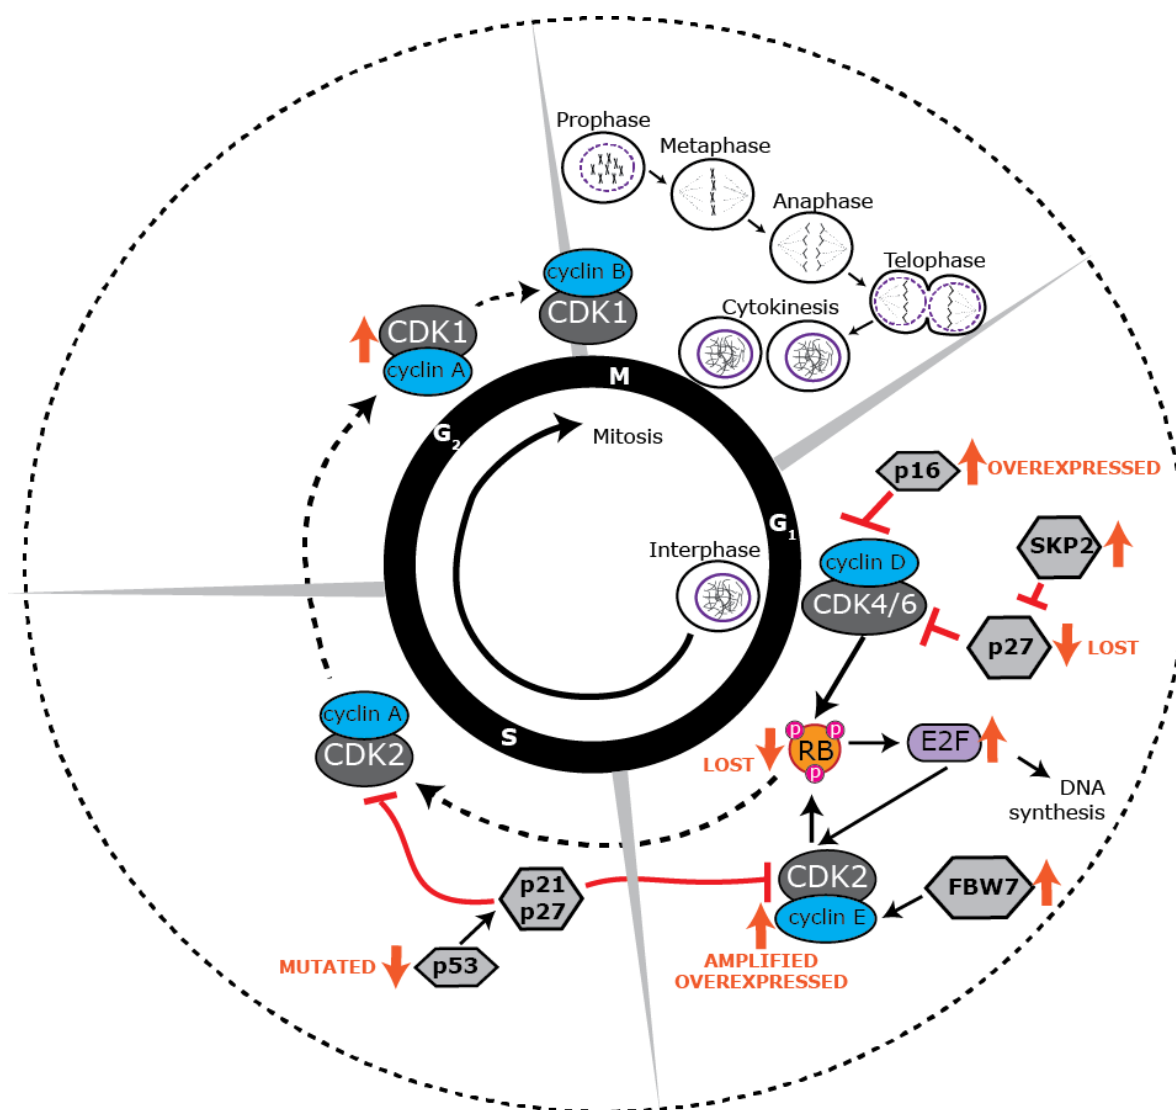 Prophase
Metaphase
Anaphase
Telophase
Cytokinesis
cyclin B
CDK1
CDK1
cyclin A
M
G2
Mitosis
G1
Interphase
S
p16
OVEREXPRESSED
SKP2
cyclin D
CDK4/6
p27
LOST
cyclin A
CDK2
LOST
p
p
RB
p
E2F
DNA
synthesis
CDK2
cyclin E
FBW7
AMPLIFIED
OVEREXPRESSED
p21
p27
MUTATED
p53